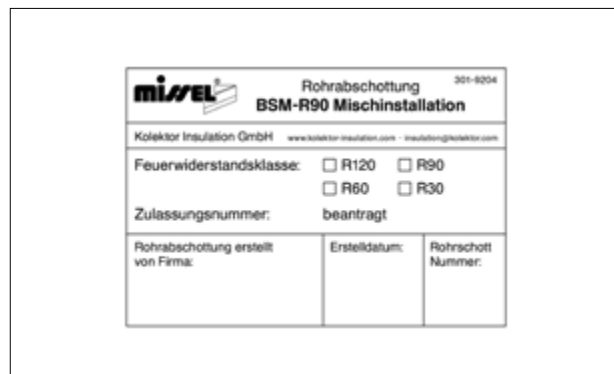 missel®
Rohrabschottung 301-9204
BSM-R90 Mischinstallation
Kolektor Insulation GmbH www.kolektor-insulation.com - insulation@kolektor.com
Feuerwiderstandsklasse: ☐ R120 ☐ R90
☐ R60 ☐ R30
Zulassungsnummer: beantragt
Rohrabschottung erstellt
von Firma:
Erstelldatum:
Rohrschott
Nummer: